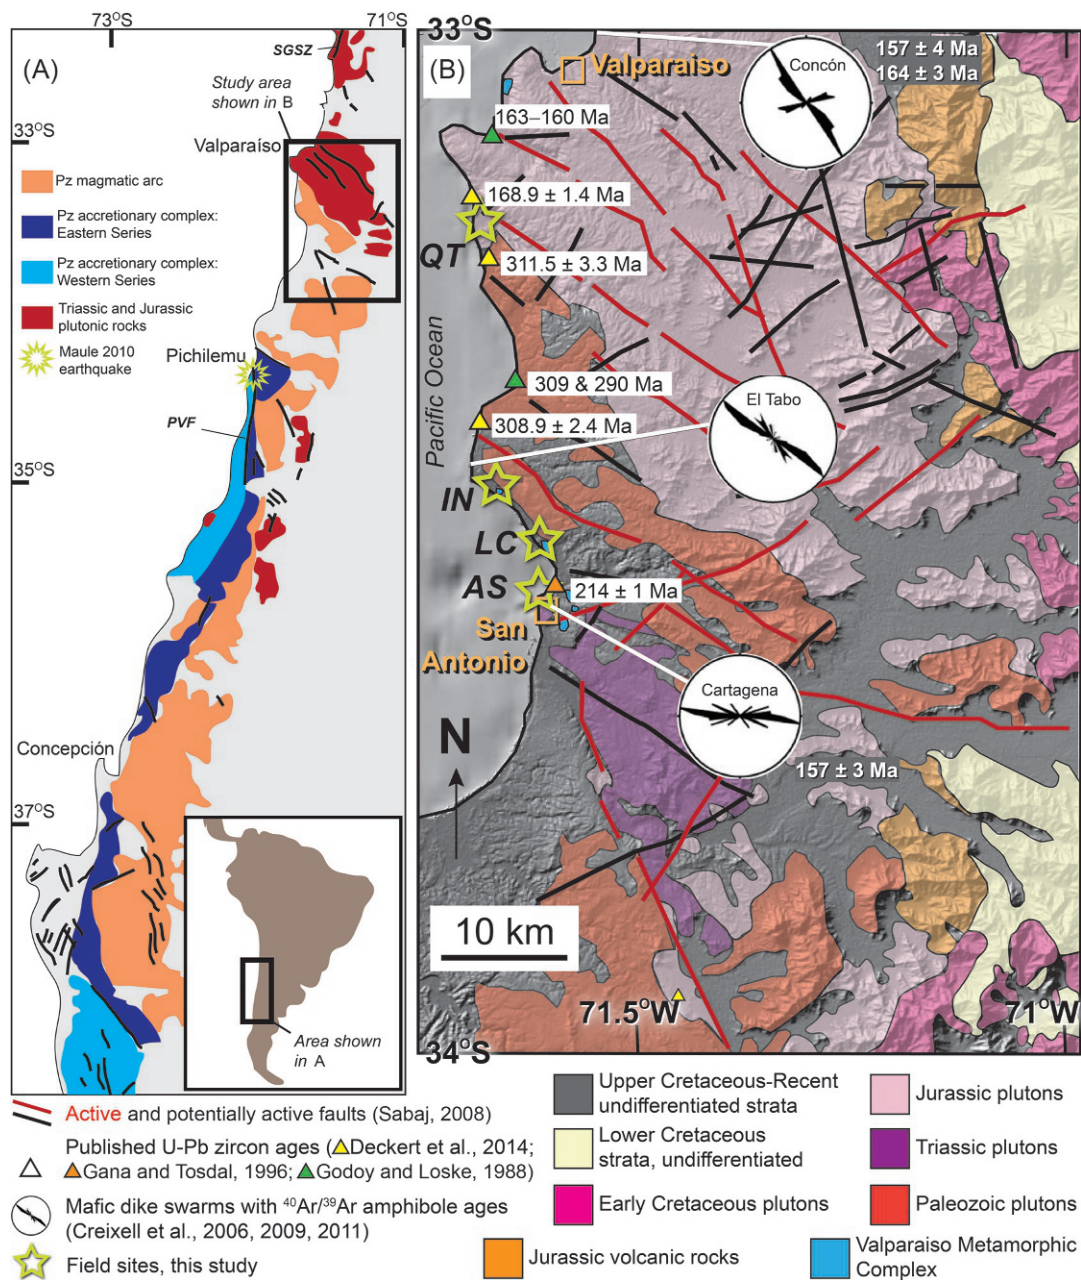 73°S
71°S
(A)
SGSZ
Study area
shown in B
33°S
Valparaíso
Pz magmatic arc
Pz accretionary complex:
Eastern Series
Pz accretionary complex:
Western Series
Triassic and Jurassic
plutonic rocks
Maule 2010
earthquake
Pichilemu
PVF
35°S
Concepción
37°S
Area shown
in A
33°S
(B)
Valparaiso
Concón
157 ± 4 Ma
164 ± 3 Ma
163–160 Ma
168.9 ± 1.4 Ma
QT
311.5 ± 3.3 Ma
Pacific Ocean
309 & 290 Ma
El Tabo
308.9 ± 2.4 Ma
IN
LC
AS
214 ± 1 Ma
San
Antonio
Cartagena
N
157 ± 3 Ma
10 km
71.5°W
71°W
34°S
Active and potentially active faults (Sabaj, 2008)
Published U-Pb zircon ages (Deckert et al., 2014;
Gana and Tosdal, 1996; Godoy and Loske, 1988)
Mafic dike swarms with ⁴⁰Ar/³⁹Ar amphibole ages
(Creixell et al., 2006, 2009, 2011)
Field sites, this study
Upper Cretaceous-Recent
undifferentiated strata
Lower Cretaceous
strata, undifferentiated
Early Cretaceous plutons
Jurassic volcanic rocks
Jurassic plutons
Triassic plutons
Paleozoic plutons
Valparaiso Metamorphic
Complex